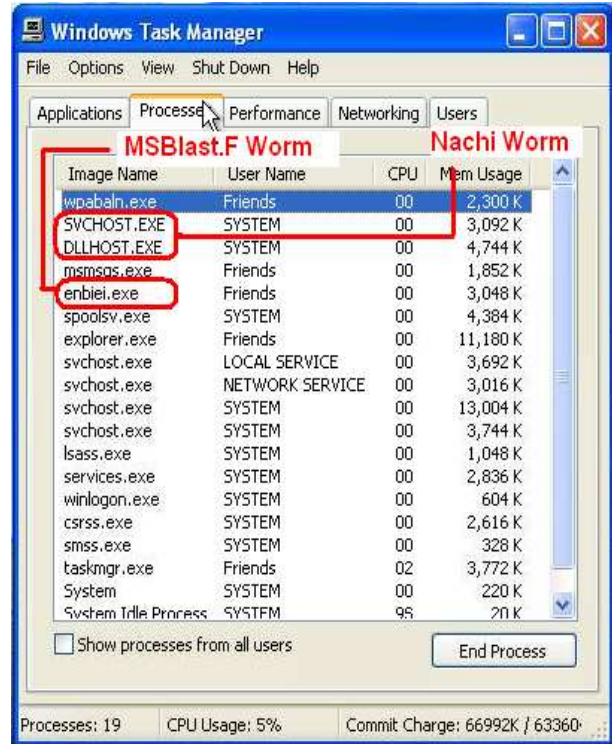 Windows Task Manager
File Options View Shut Down Help
Applications Processes Performance Networking Users
MSBlast.F Worm
Nachi Worm
Image Name User Name CPU Mem Usage
wpabaln.exe Friends 00 2,300 K
SVCHOST.EXE SYSTEM 00 3,092 K
DLLHOST.EXE SYSTEM 00 4,744 K
msmsgs.exe Friends 00 1,852 K
enbiei.exe Friends 00 3,048 K
spoolsv.exe SYSTEM 00 4,384 K
explorer.exe Friends 00 11,180 K
svchost.exe LOCAL SERVICE 00 3,692 K
svchost.exe NETWORK SERVICE 00 3,016 K
svchost.exe SYSTEM 00 13,004 K
svchost.exe SYSTEM 00 3,744 K
lsass.exe SYSTEM 00 1,048 K
services.exe SYSTEM 00 2,836 K
winlogon.exe SYSTEM 00 604 K
csrss.exe SYSTEM 00 2,616 K
smss.exe SYSTEM 00 328 K
taskmgr.exe Friends 02 3,772 K
System SYSTEM 00 220 K
System Idle Process SYSTEM 95 20 K
Show processes from all users
End Process
Processes: 19 CPU Usage: 5% Commit Charge: 66992K / 63360